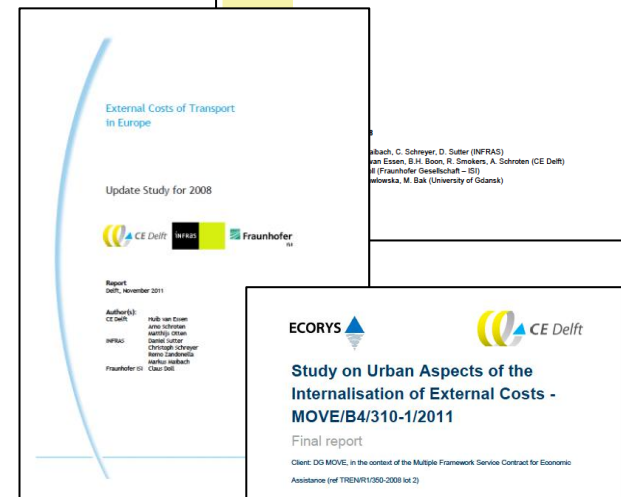 External Costs of Transport
in Europe
Update Study for 2008
CE Delft
infras
Fraunhofer
ISI
Report
Delft, November 2011
Author(s):
CE Delft Huib van Essen
Arno Schroten
Matthijs Otten
INFRAS Daniel Sutter
Christoph Schreyer
Remo Zandonella
Markus Maibach
Fraunhofer ISI Claus Doll
8
aibach, C. Schreyer, D. Sutter (INFRAS)
van Essen, B.H. Boon, R. Smokers, A. Schroten (CE Delft)
ll (Fraunhofer Gesellschaft – ISI)
wlowska, M. Bak (University of Gdansk)
ECORYS
CE Delft
Study on Urban Aspects of the
Internalisation of External Costs -
MOVE/B4/310-1/2011
Final report
Client: DG MOVE, in the context of the Multiple Framework Service Contract for Economic
Assistance (ref TREN/R1/350-2008 lot 2)